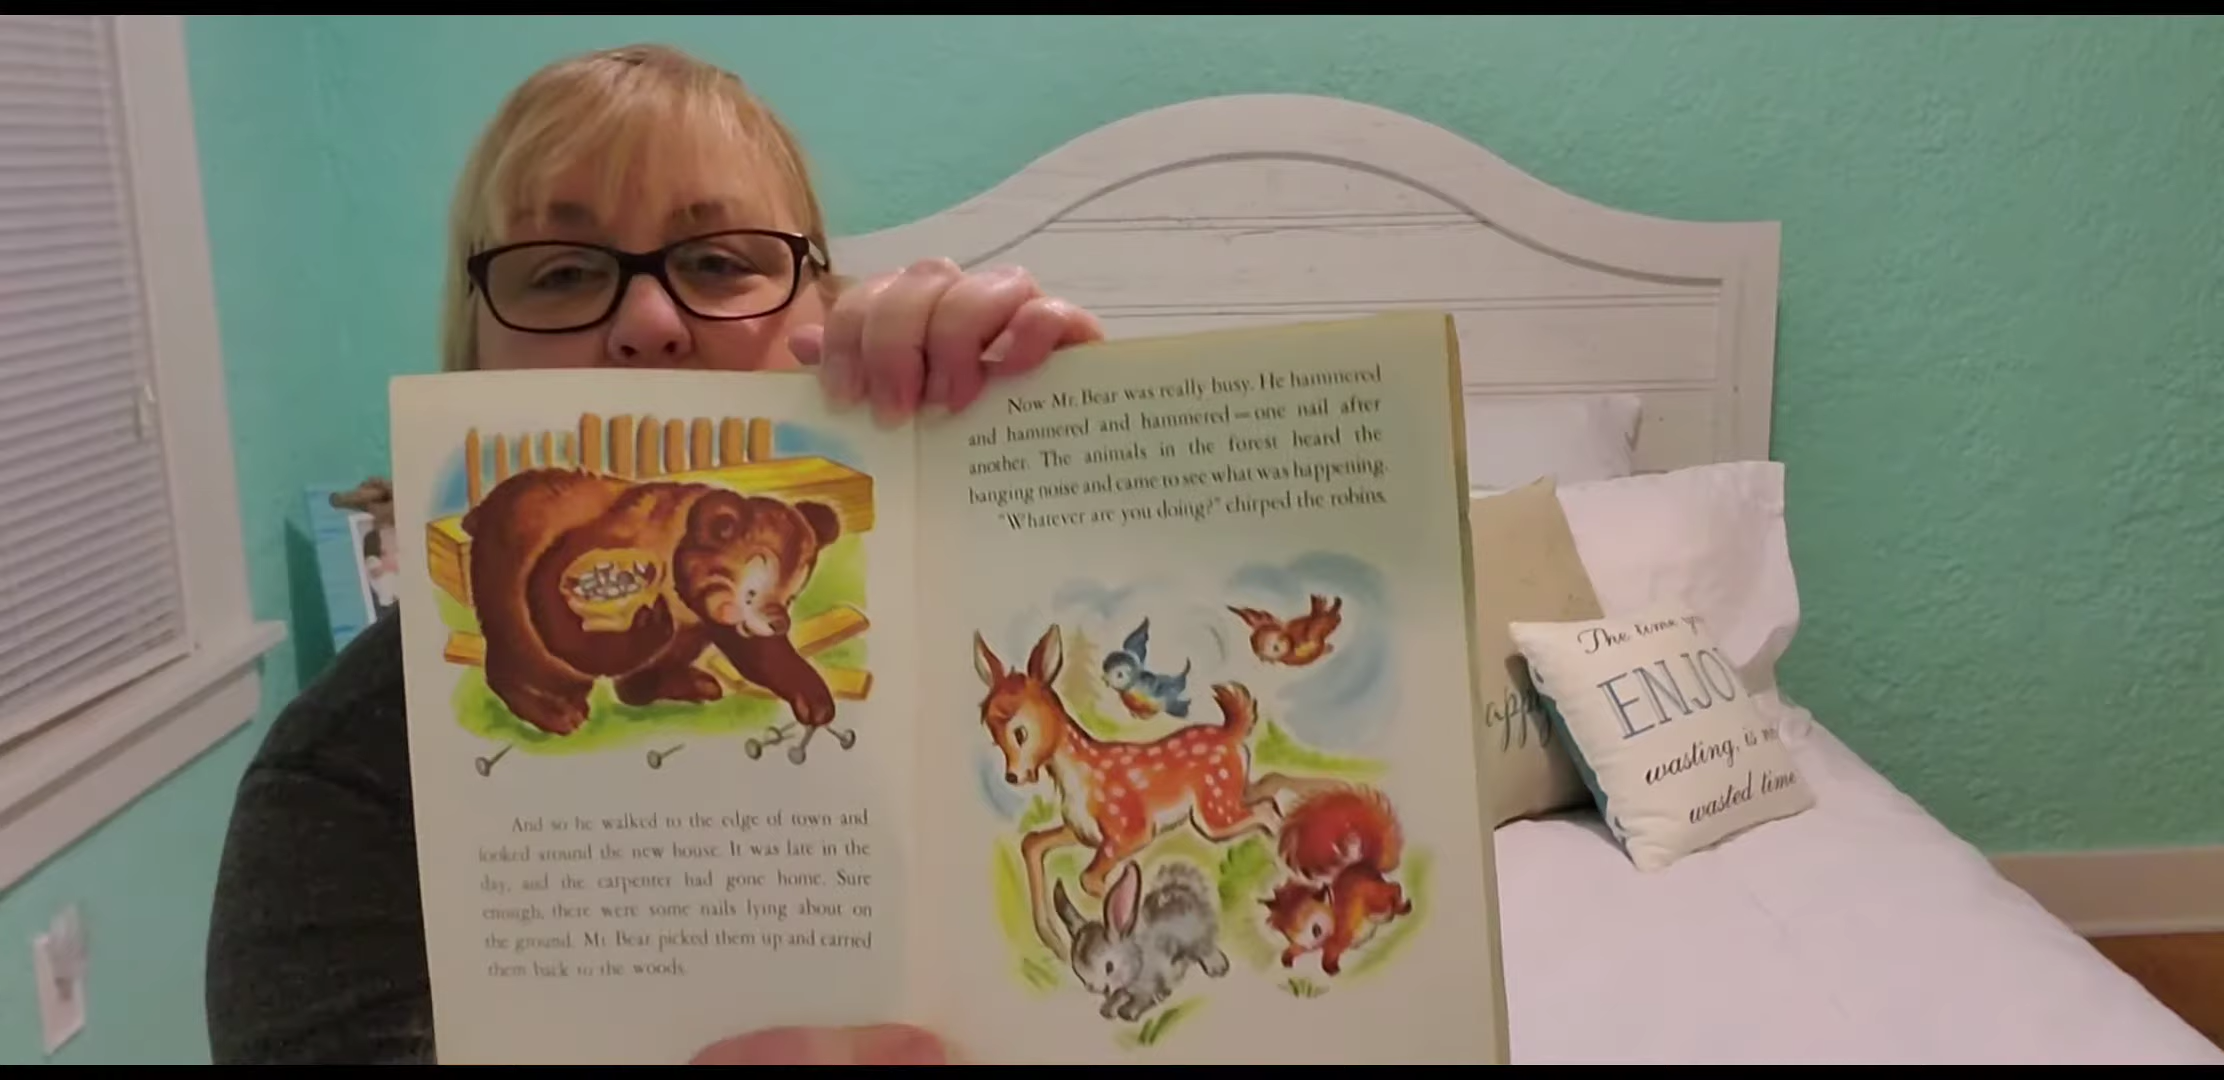 And so he walked to the edge of town and
looked around the new house. It was late in the
day, and the carpenter had gone home. Sure
enough, there were some nails lying about on
the ground. Mr. Bear picked them up and carried
them back to the woods.
Now Mr. Bear was really busy. He hammered
and hammered and hammered—one nail after
another. The animals in the forest heard the
banging noise and came to see what was happening.
"Whatever are you doing?" chirped the robins.
The time
ENJOY
wasting, is
wasted time